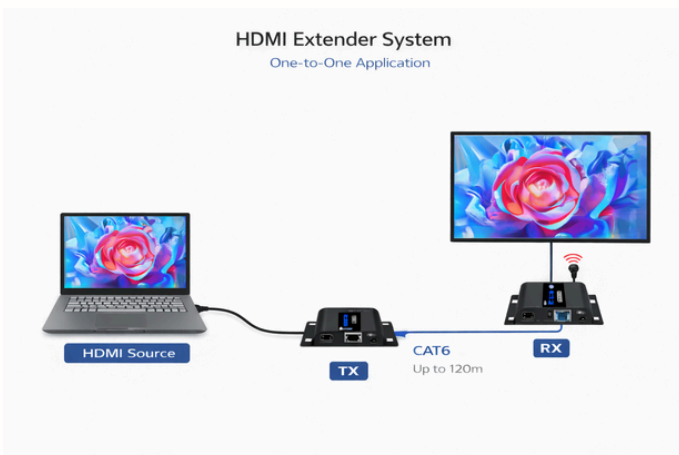 HDMI Extender System
One-to-One Application
HDMI Source
TX
CAT6
Up to 120m
RX